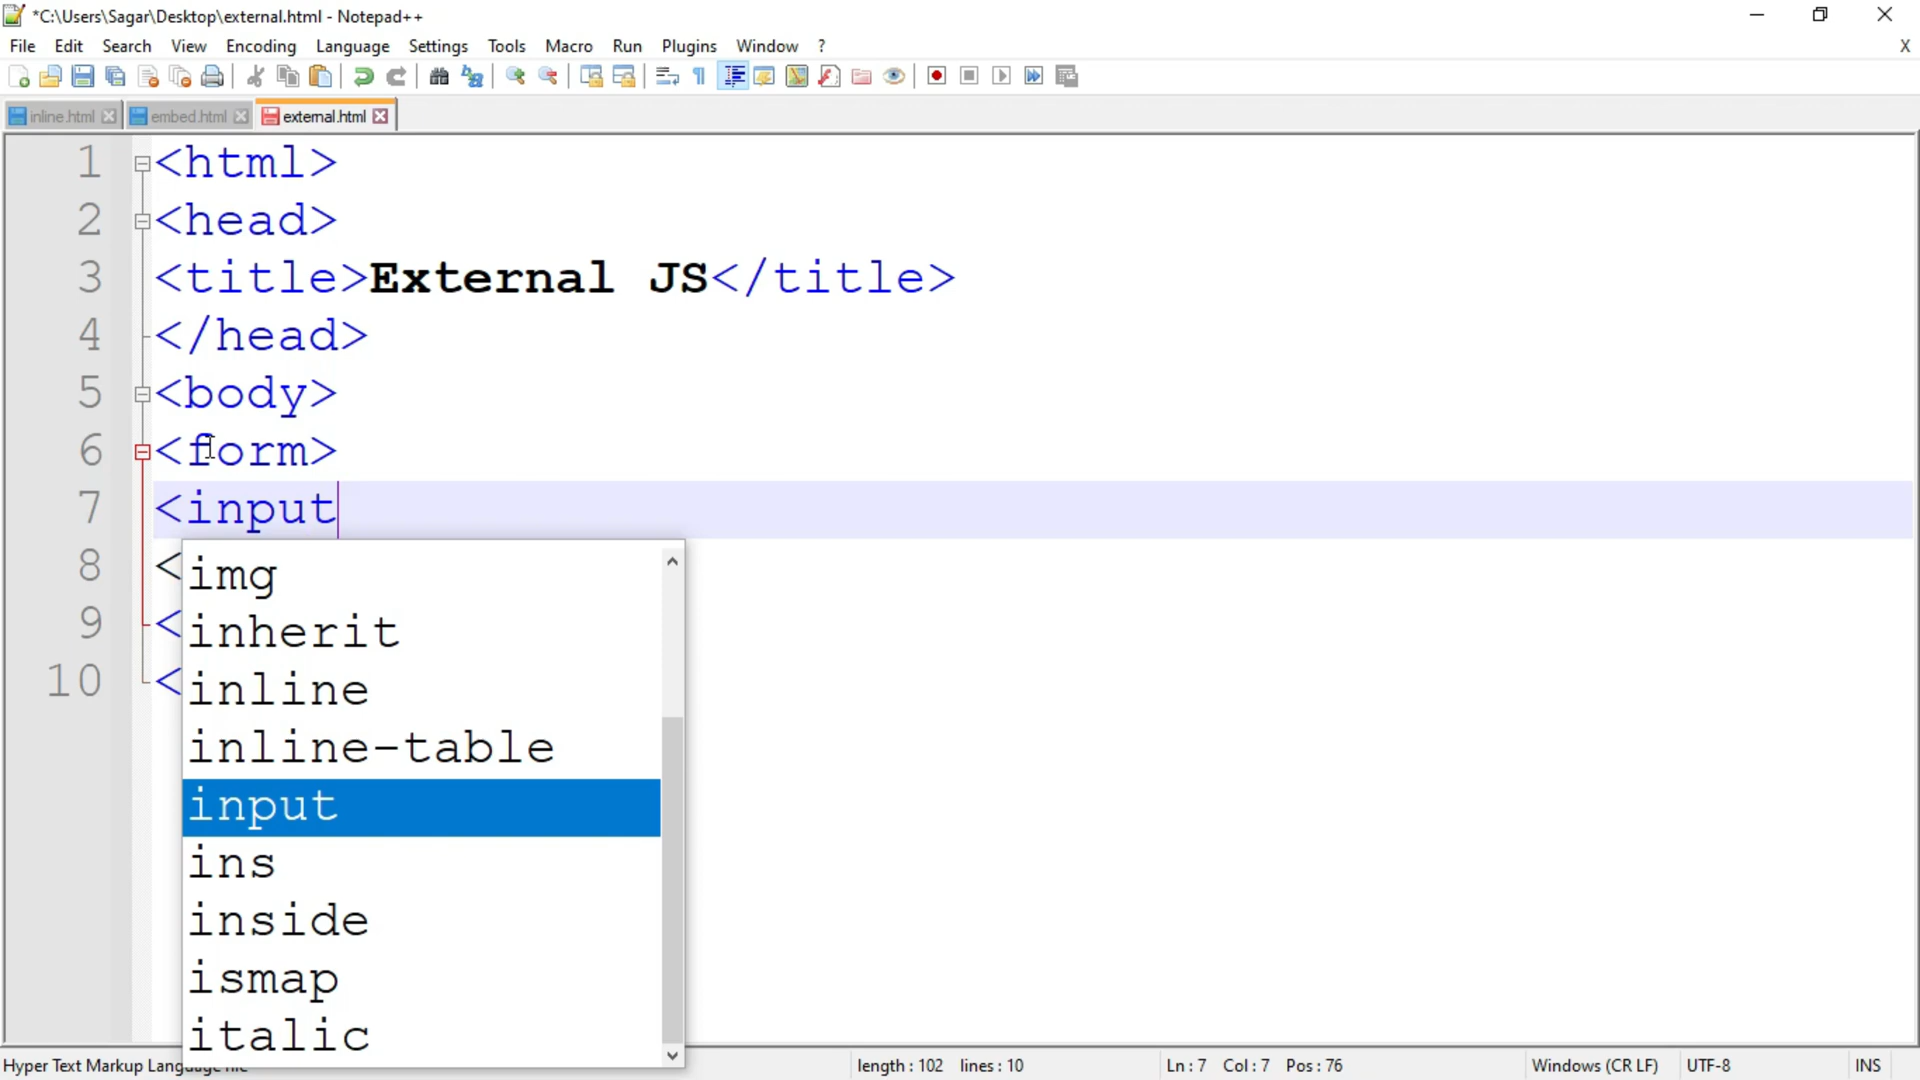 *C:\Users\Sagar\Desktop\external.html - Notepad++
File Edit Search View Encoding Language Settings Tools Macro Run Plugins Window ? X
inline.html embed.html external.html
1 <html>
2 <head>
3 <title>External JS</title>
4 </head>
5 <body>
6 <form>
7 <input
8 <
9 <
10 <
img
inherit
inline
inline-table
input
ins
inside
ismap
italic
Hyper Text Markup Language file length : 102 lines : 10 Ln : 7 Col : 7 Pos : 76 Windows (CR LF) UTF-8 INS